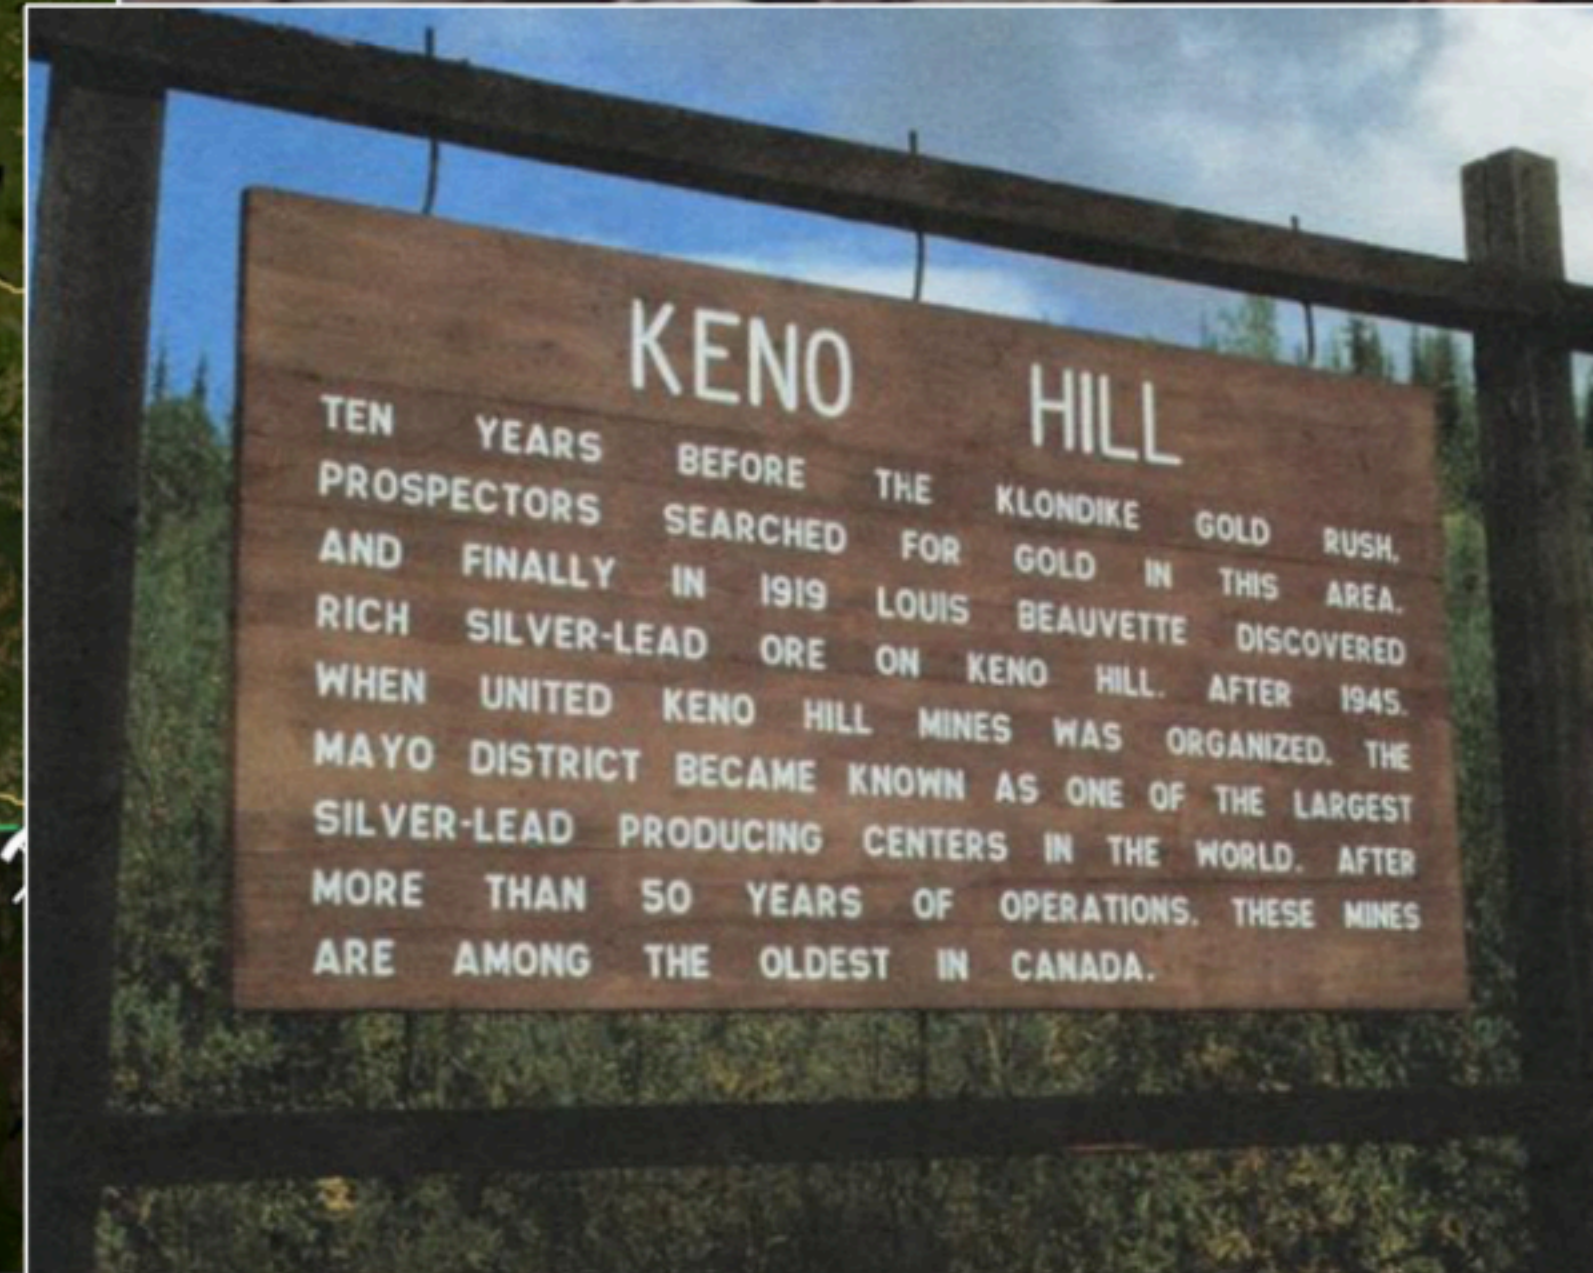 KENO HILL
TEN YEARS BEFORE THE KLONDIKE GOLD RUSH,
PROSPECTORS SEARCHED FOR GOLD IN THIS AREA.
AND FINALLY IN 1919 LOUIS BEAUVETTE DISCOVERED
RICH SILVER-LEAD ORE ON KENO HILL. AFTER 1945,
WHEN UNITED KENO HILL MINES WAS ORGANIZED, THE
MAYO DISTRICT BECAME KNOWN AS ONE OF THE LARGEST
SILVER-LEAD PRODUCING CENTERS IN THE WORLD. AFTER
MORE THAN 50 YEARS OF OPERATIONS, THESE MINES
ARE AMONG THE OLDEST IN CANADA.